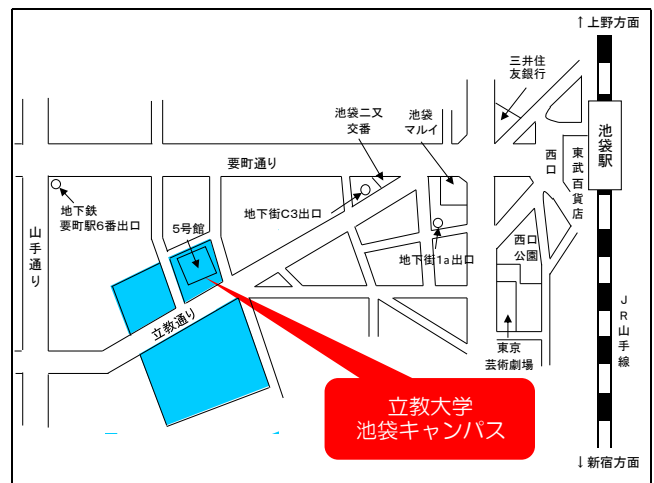 ↑上野方面
三井住
友銀行
池袋二又
交番
池袋
マルイ
池袋駅
西口
東武百貨店
要町通り
地下鉄
要町駅6番出口
地下街C3出口
5号館
山手通り
地下街1a出口
西口
公園
立教通り
JR山手線
東京
芸術劇場
立教大学
池袋キャンパス
↓新宿方面